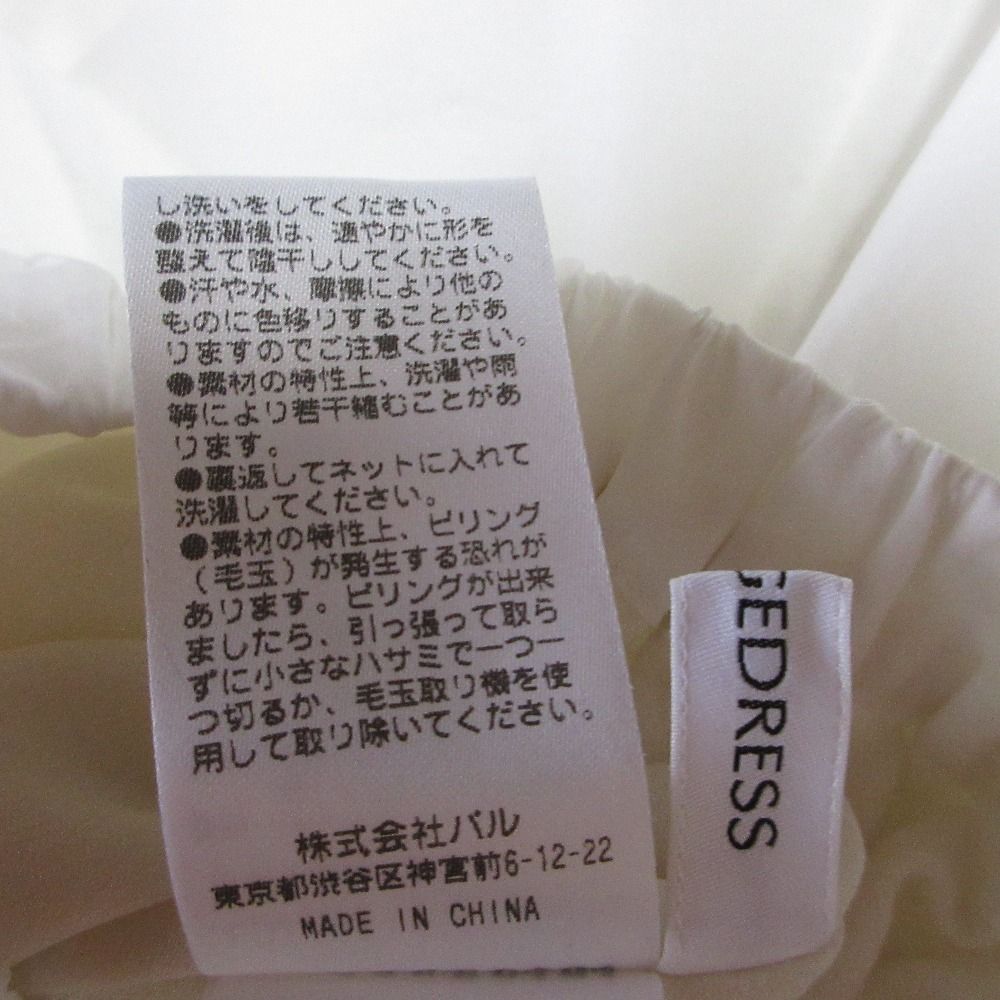 し洗いをしてください。
●洗濯後は、速やかに形を
整えて陰干ししてください。
●汗や水、摩擦により他の
ものに色移りすることがあ
りますのでご注意ください。
●素材の特性上、洗濯や雨
等により若干縮むことがあ
ります。
●裏返してネットに入れて
洗濯してください。
●素材の特性上、ピリング
（毛玉）が発生する恐れが
あります。ピリングが出来
ましたら、引っ張って取ら
ずに小さなハサミで一つ一
つ切るか、毛玉取り機を使
用して取り除いてください。
株式会社パル
東京都渋谷区神宮前6-12-22
MADE IN CHINA
GEDRESS